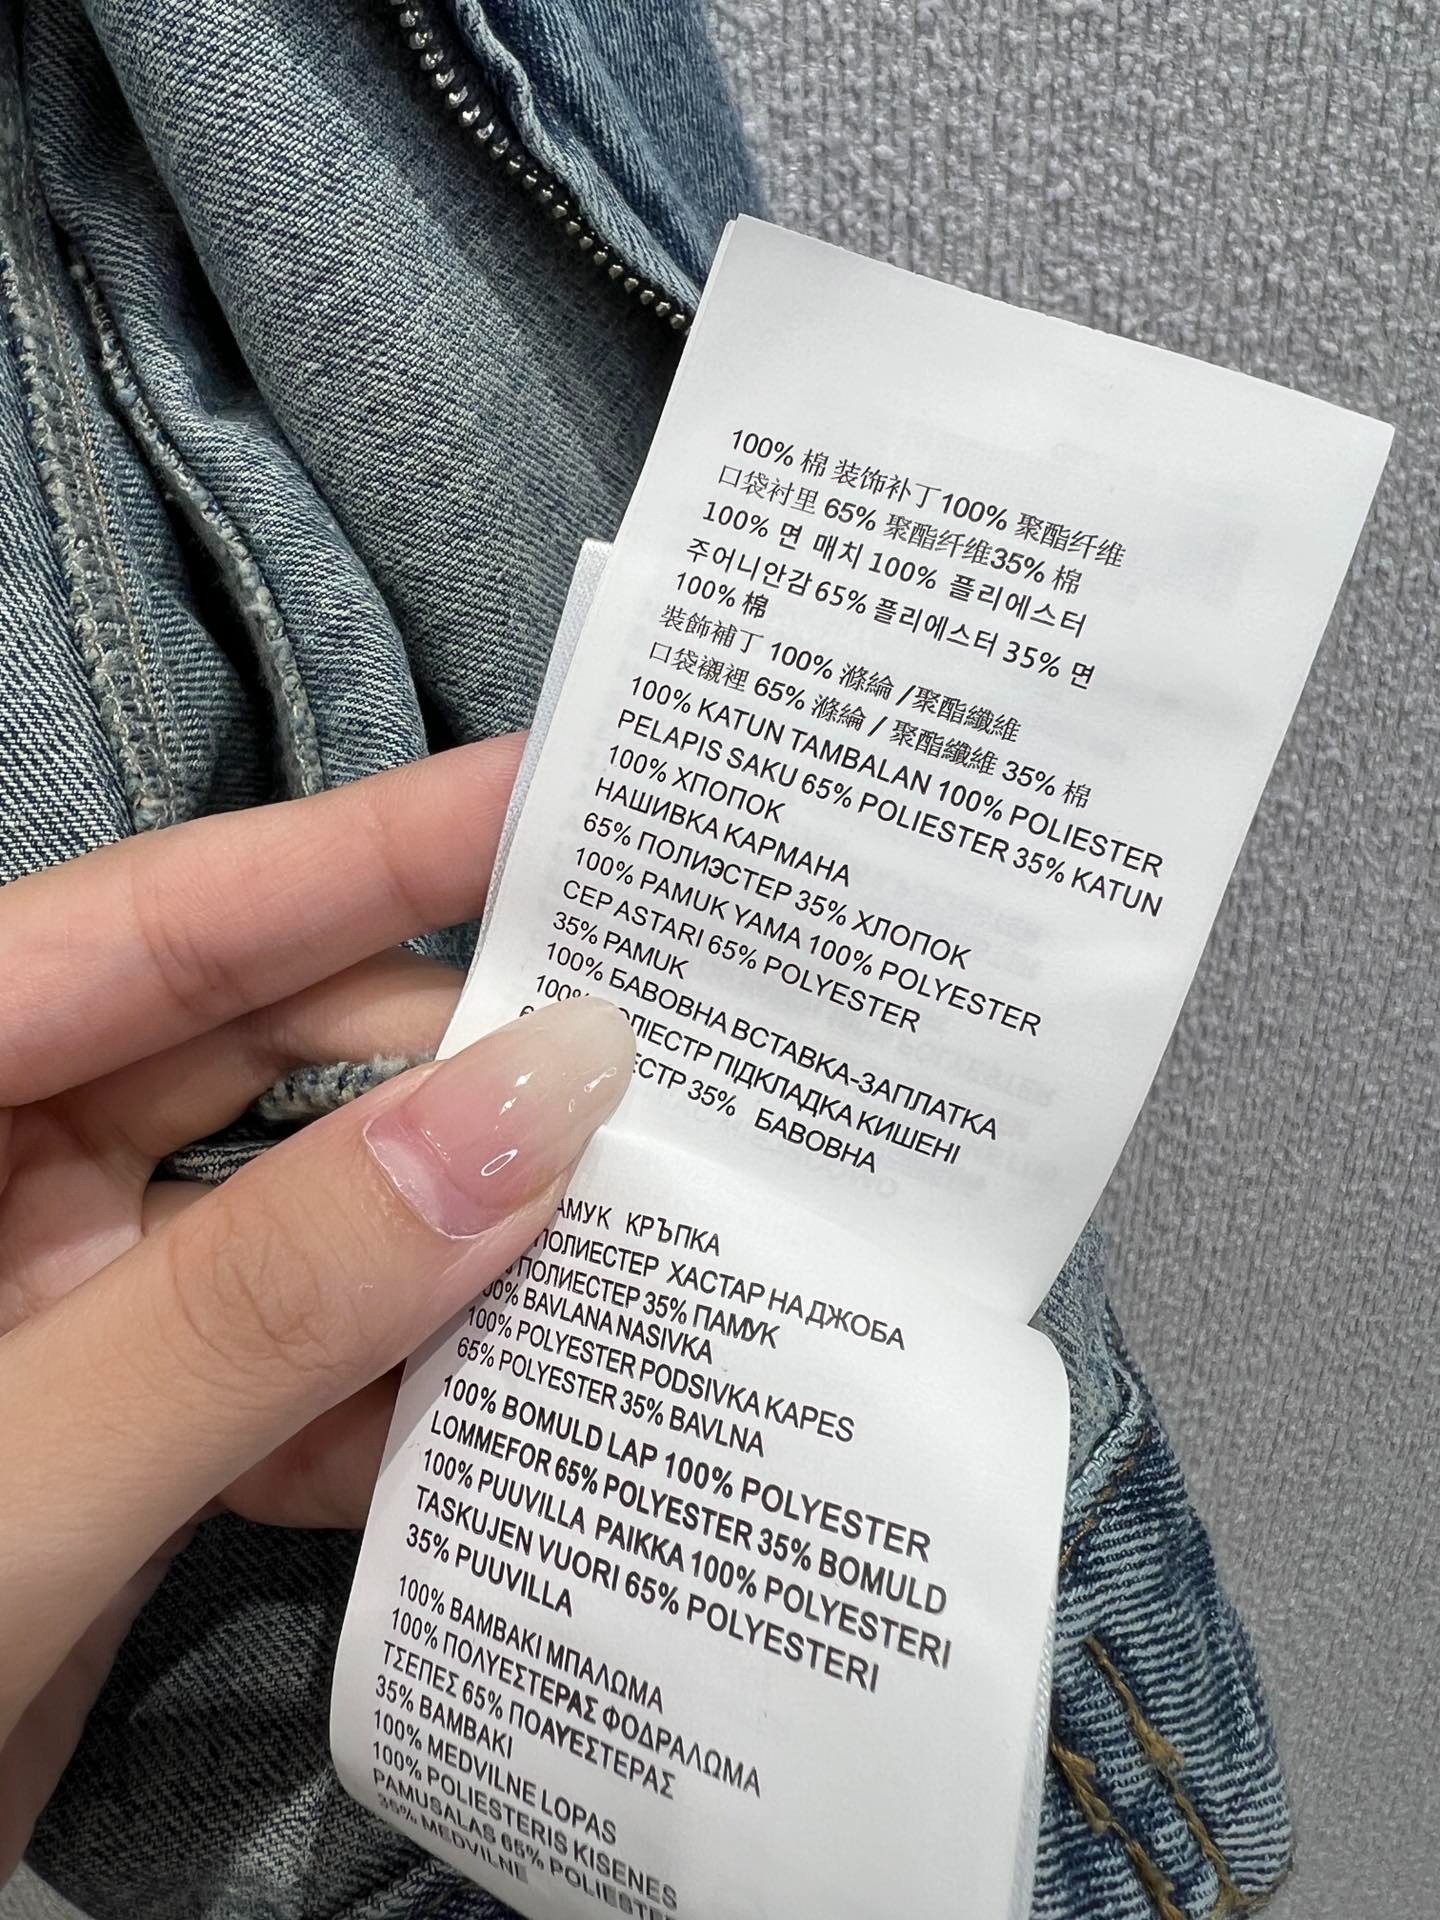 100% 棉 装饰补丁100% 聚酯纤维
口袋衬里 65% 聚酯纤维35% 棉
100% 면 매치 100% 플리에스터
주어니안감 65% 플리에스터 35% 면
100% 棉
裝飾補丁 100% 滌綸 /聚酯纖維
口袋襯裡 65% 滌綸 / 聚酯纖維 35% 棉
100% KATUN TAMBALAN 100% POLIESTER
PELAPIS SAKU 65% POLIESTER 35% KATUN
100% ХПОПОК
НАШИВКА КАРМАНА
65% ПОЛИЭСТЕР 35% ХЛОПОК
100% PAMUK YAMA 100% POLYESTER
CEP ASTARI 65% POLYESTER
35% PAMUK
100% БАВОВНА ВСТАВКА-ЗАПЛАТКА
100% ПІДКЛАДКА КИШЕНІ
35% БАВОВНА
КРЪПКА
ПОЛИЕСТЕР ХАСТАР НА ДЖОБА
ПОЛИЕСТЕР 35% ПАМУК
BAVLANA NASIVKA
100% POLYESTER PODSIVKA KAPES
65% POLYESTER 35% BAVLNA
100% BOMULD LAP 100% POLYESTER
LOMMEFOR 65% POLYESTER 35% BOMULD
100% PUUVILLA PAIKKA 100% POLYESTERI
TASKUJEN VUORI 65% POLYESTERI
35% PUUVILLA
100% BAMBAKI ΜΠΑΛΩΜΑ
100% ΠΟΛΥΕΣΤΕΡΑΣ ΦΟΔΡΑΛΩΜΑ
ΤΣΕΠΕΣ 65% ΠΟΛΥΕΣΤΕΡΑΣ
35% BAMBAKI
100% MEDVILNE LOPAS
100% POLIESTERIS KISENES
PAMUSALAS 65% POLIESTER
35% MEDVILNE